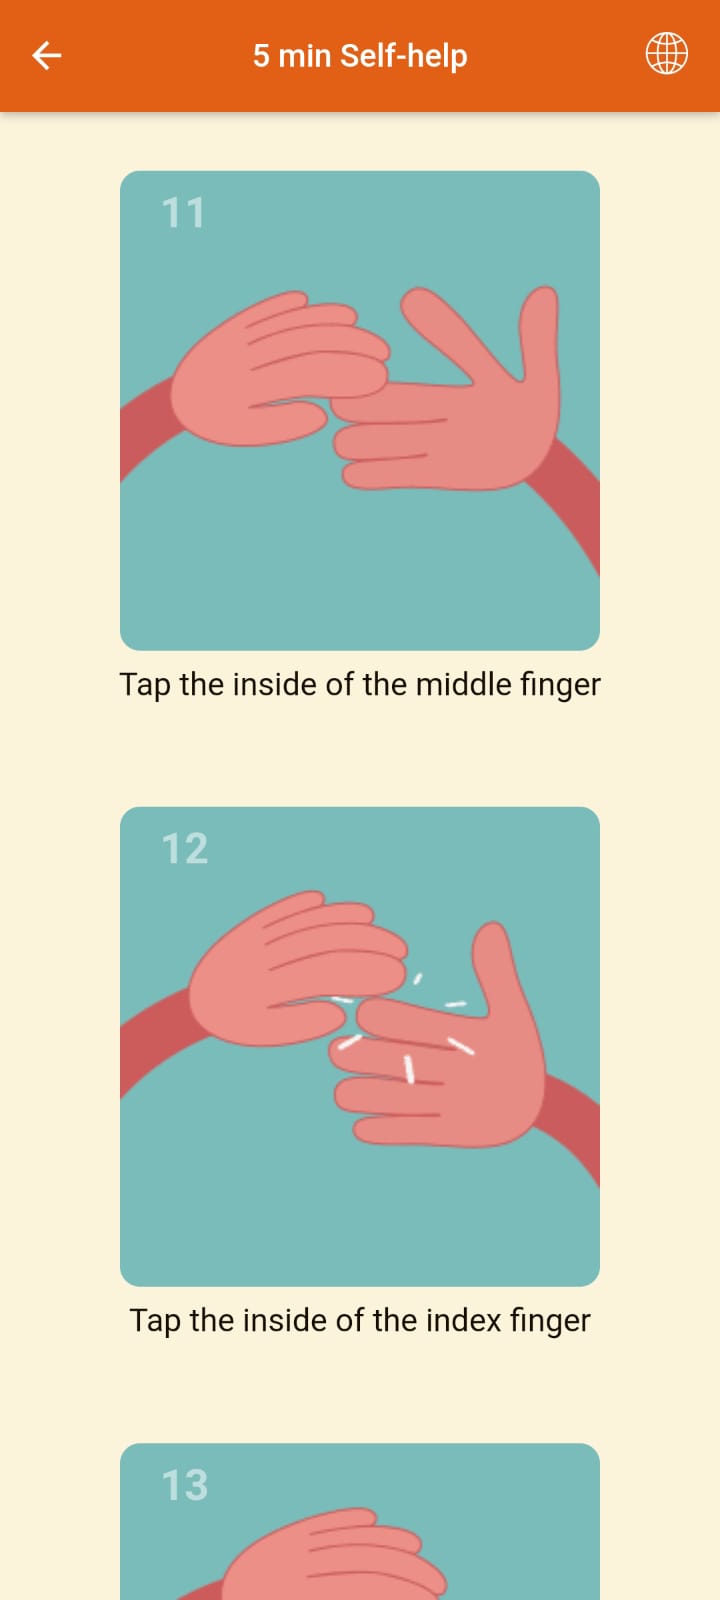 5 min Self-help
11
Tap the inside of the middle finger
12
Tap the inside of the index finger
13